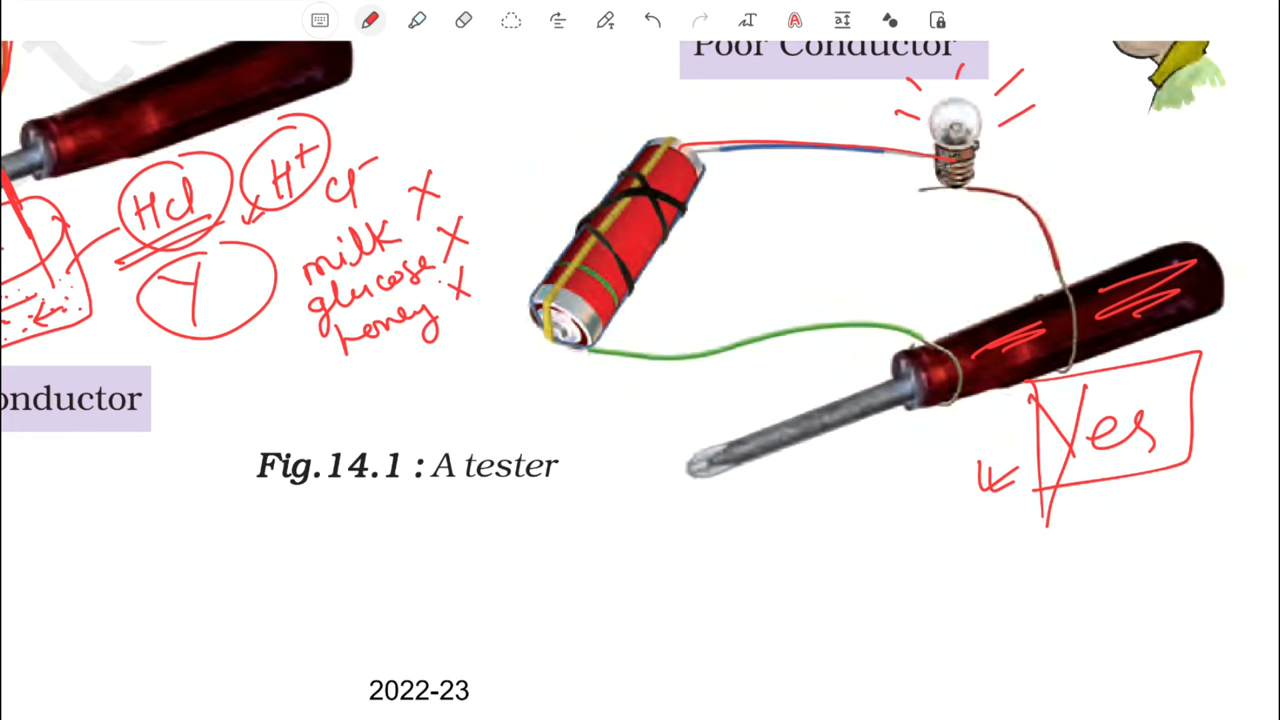 Poor Conductor
HCl H+ Cl-
Y
milk X
glucose X
honey X
onductor
Yes
Fig.14.1 : A tester
2022-23